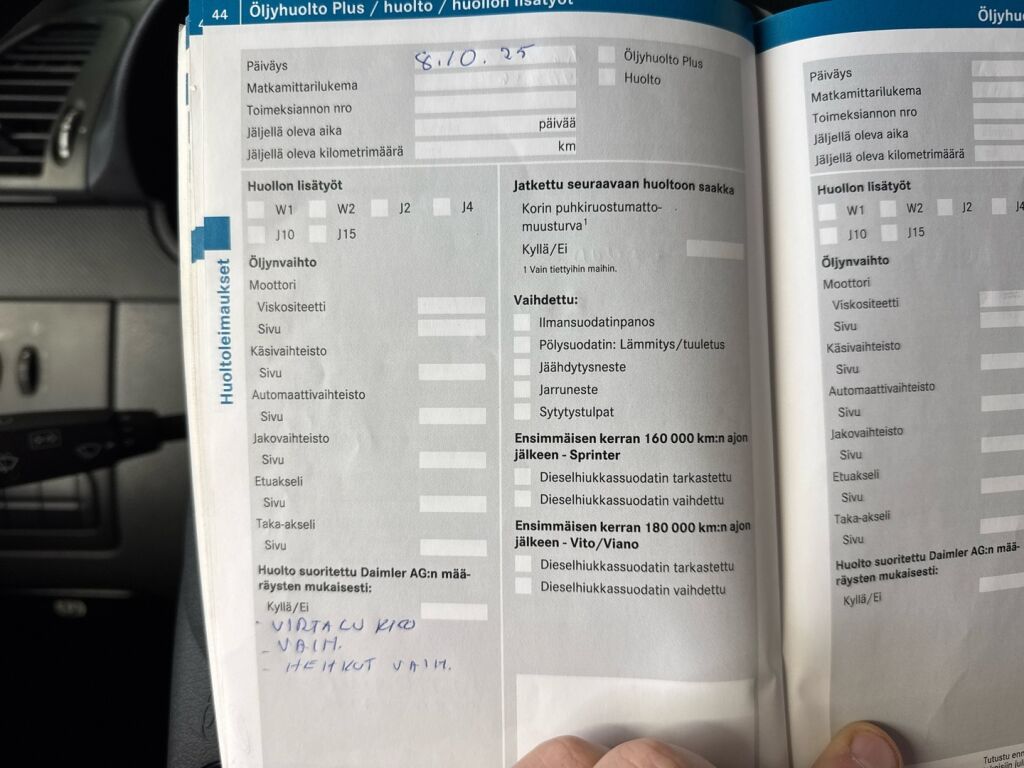 44
Öljyhuolto Plus / huolto / huollon lisätyöt
Päiväys 8.10.25
Matkamittarilukema
Toimeksiannon nro
Jäljellä oleva aika päivää
Jäljellä oleva kilometrimäärä km
Öljyhuolto Plus
Huolto
Huoltoleimaukset
Huollon lisätyöt
W1 W2 J2 J4
J10 J15
Öljynvaihto
Moottori
Viskositeetti
Sivu
Käsivaihteisto
Sivu
Automaattivaihteisto
Sivu
Jakovaihteisto
Sivu
Etuakseli
Sivu
Taka-akseli
Sivu
Huolto suoritettu Daimler AG:n mää-
räysten mukaisesti:
Kyllä/Ei
- VIRTALUKKO
- VAIH.
- HEHKUT VAIH.
Jatkettu seuraavaan huoltoon saakka
Korin puhkiruostumatto-
muusturva¹
Kyllä/Ei
1 Vain tiettyihin maihin.
Vaihdettu:
Ilmansuodatinpanos
Pölysuodatin: Lämmitys/tuuletus
Jäähdytysneste
Jarruneste
Sytytystulpat
Ensimmäisen kerran 160 000 km:n ajon
jälkeen - Sprinter
Dieselhiukkassuodatin tarkastettu
Dieselhiukkassuodatin vaihdettu
Ensimmäisen kerran 180 000 km:n ajon
jälkeen - Vito/Viano
Dieselhiukkassuodatin tarkastettu
Dieselhiukkassuodatin vaihdettu
Päiväys
Matkamittarilukema
Toimeksiannon nro
Jäljellä oleva aika
Jäljellä oleva kilometrimäärä
Huollon lisätyöt
W1 W2 J2 J4
J10 J15
Öljynvaihto
Moottori
Viskositeetti
Sivu
Käsivaihteisto
Sivu
Automaattivaihteisto
Sivu
Jakovaihteisto
Sivu
Etuakseli
Sivu
Taka-akseli
Sivu
Huolto suoritettu Daimler AG:n mää-
räysten mukaisesti:
Kyllä/Ei
Tutustu